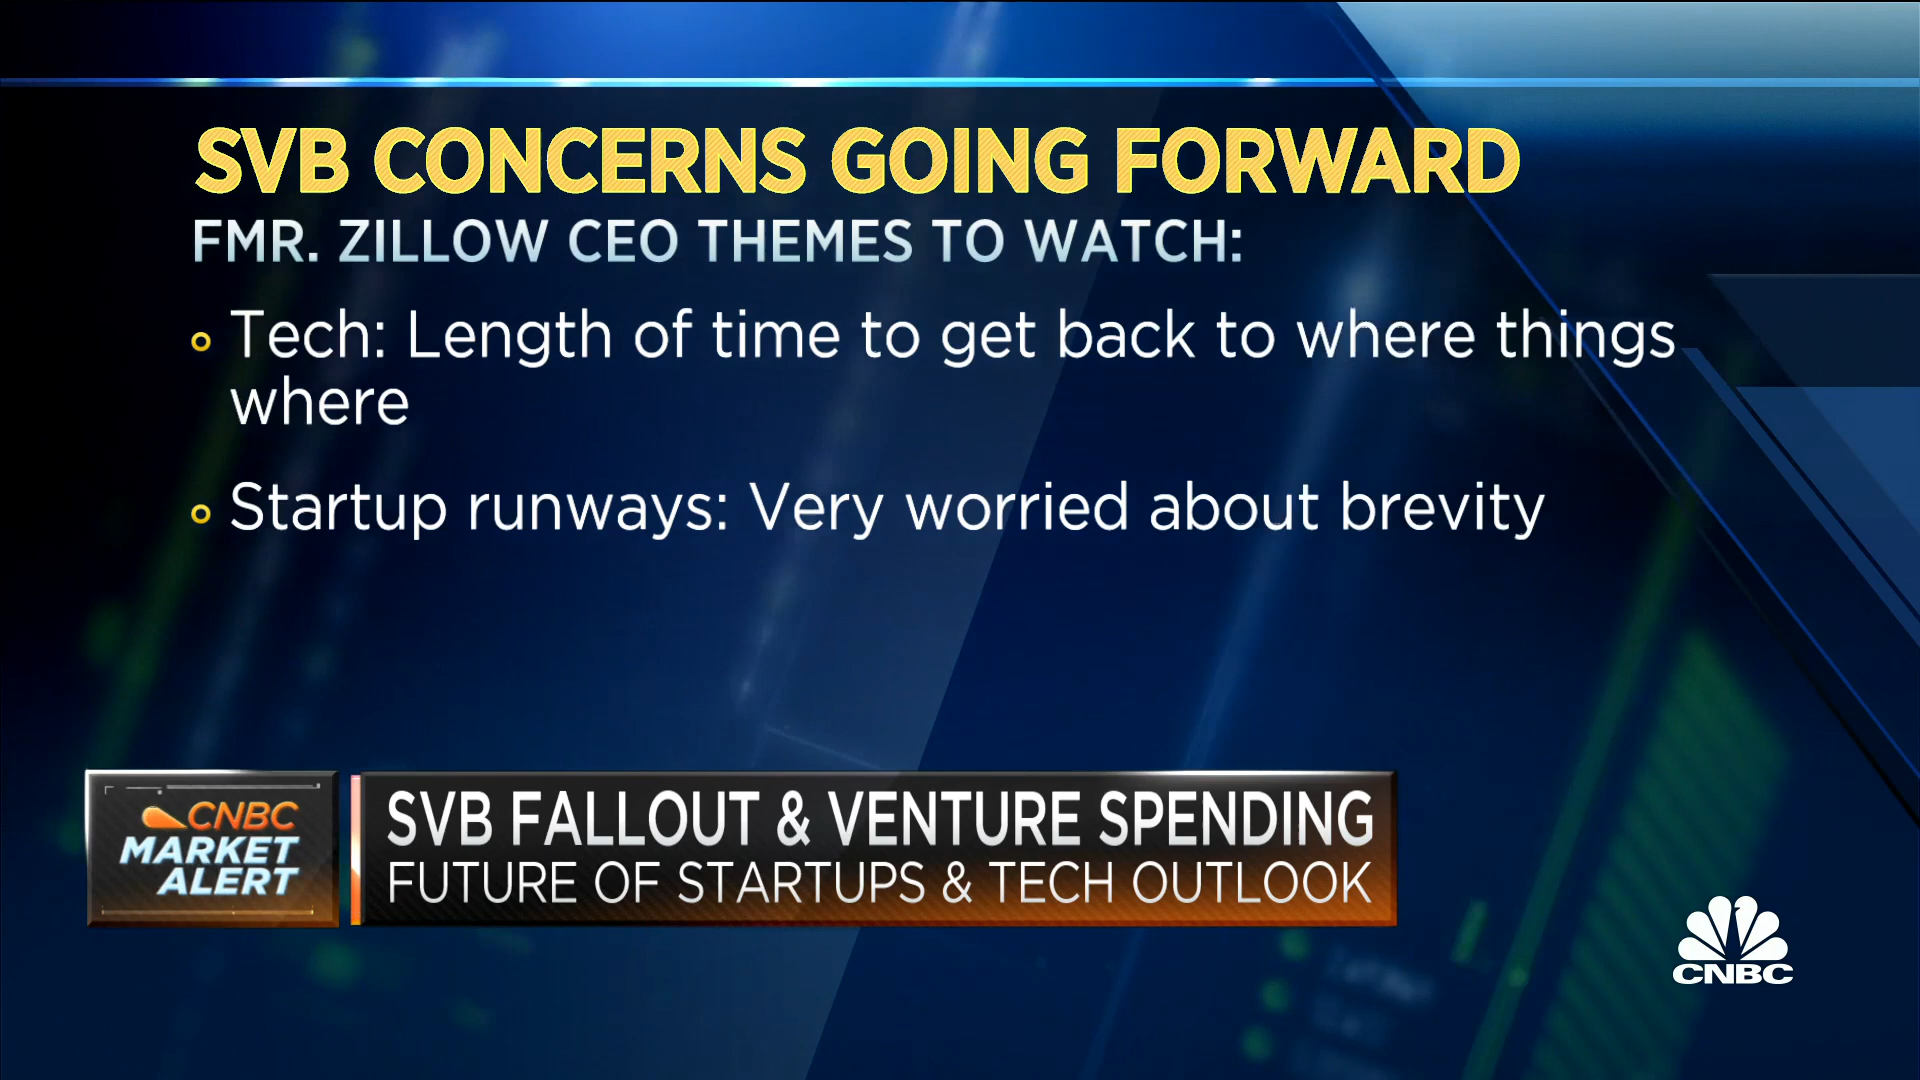 SVB CONCERNS GOING FORWARD
FMR. ZILLOW CEO THEMES TO WATCH:
Tech: Length of time to get back to where things
where
Startup runways: Very worried about brevity
CNBC
MARKET
ALERT
SVB FALLOUT & VENTURE SPENDING
FUTURE OF STARTUPS & TECH OUTLOOK
CNBC